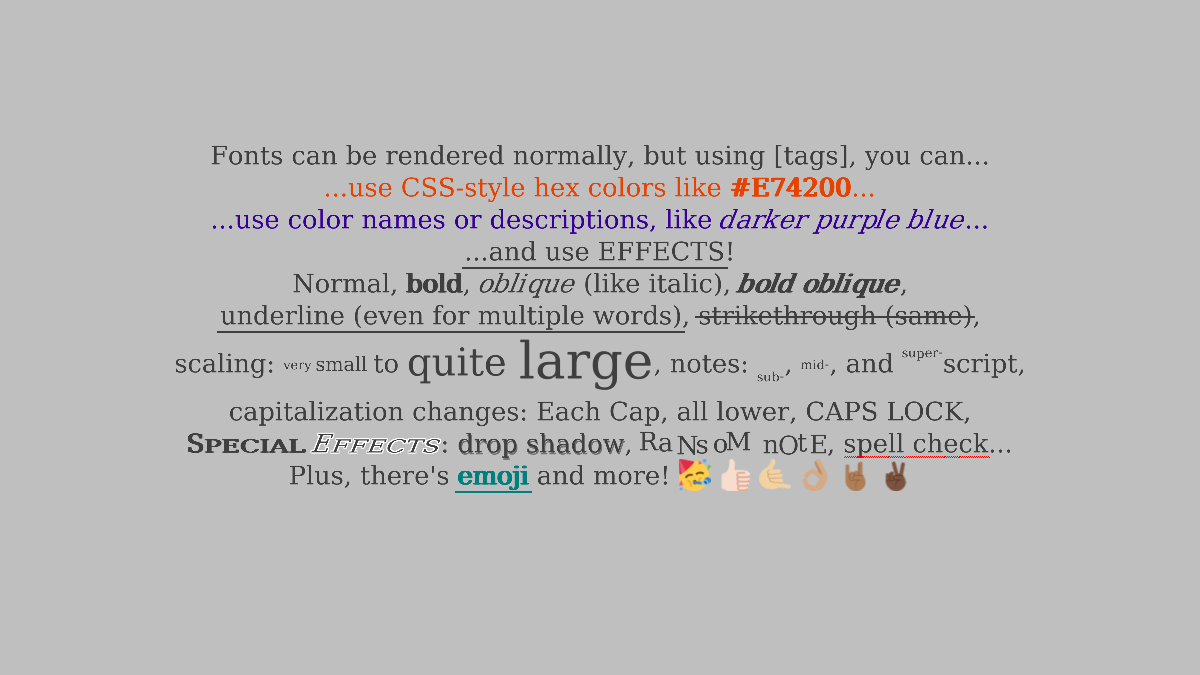 Fonts can be rendered normally, but using [tags], you can...
...use CSS-style hex colors like #E74200...
...use color names or descriptions, like darker purple blue...
...and use EFFECTS!
Normal, bold, oblique (like italic), bold oblique,
underline (even for multiple words), strikethrough (same),
scaling: very small to quite large, notes: sub-, mid-, and super-script,
capitalization changes: Each Cap, all lower, CAPS LOCK,
SPECIAL EFFECTS: drop shadow, RaNsoM nOtE, spell check...
Plus, there's emoji and more! 🥳 👍🏻 🤙🏼 👌🏽 🤘🏾 ✌🏿